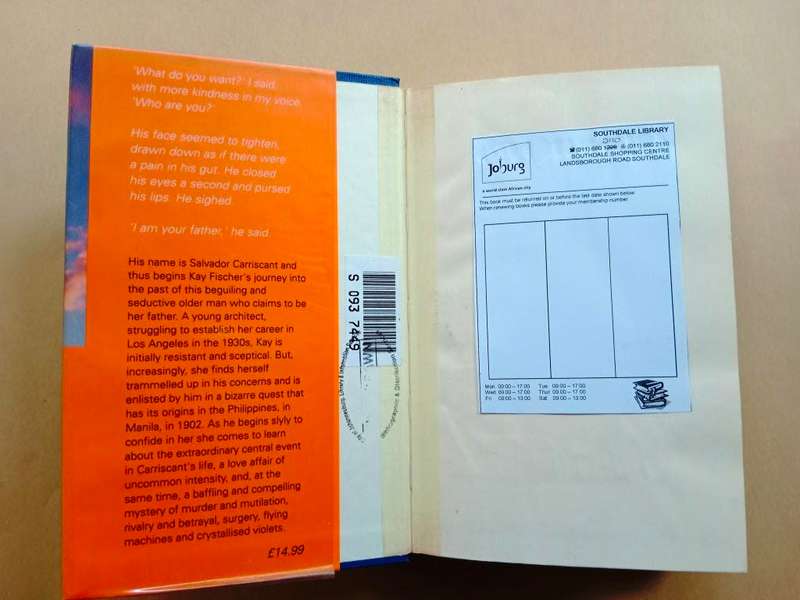 'What do you want?' I said,
with more kindness in my voice.
'Who are you?'
His face seemed to tighten,
drawn down as if there were
a pain in his gut. He closed
his eyes a second and pursed
his lips. He sighed.
'I am your father,' he said.
His name is Salvador Carriscant and
thus begins Kay Fischer's journey into
the past of this beguiling and
seductive older man who claims to be
her father. A young architect,
struggling to establish her career in
Los Angeles in the 1930s, Kay is
initially resistant and sceptical. But,
increasingly, she finds herself
trammelled up in his concerns and is
enlisted by him in a bizarre quest that
has its origins in the Philippines, in
Manila, in 1902. As he begins slyly to
confide in her she comes to learn
about the extraordinary central event
in Carriscant's life, a love affair of
uncommon intensity, and, at the
same time, a baffling and compelling
mystery of murder and mutilation,
rivalry and betrayal, surgery, flying
machines and crystallised violets.
£14.99
S 093 7449
Library & Information
Bibliographic & Distribution
Joburg
a world class African city
SOUTHDALE LIBRARY
(011) 680 (011) 680 2110
SOUTHDALE SHOPPING CENTRE
LANDSBOROUGH ROAD SOUTHDALE
This book must be returned on or before the last date shown below
When renewing books please provide your membership number
Mon 09:00 – 17:00 Tue 09:00 – 17:00
Wed 09:00 – 17:00 Thur 09:00 – 17:00
Fri 09:00 – 13:00 Sat 09:00 – 13:00